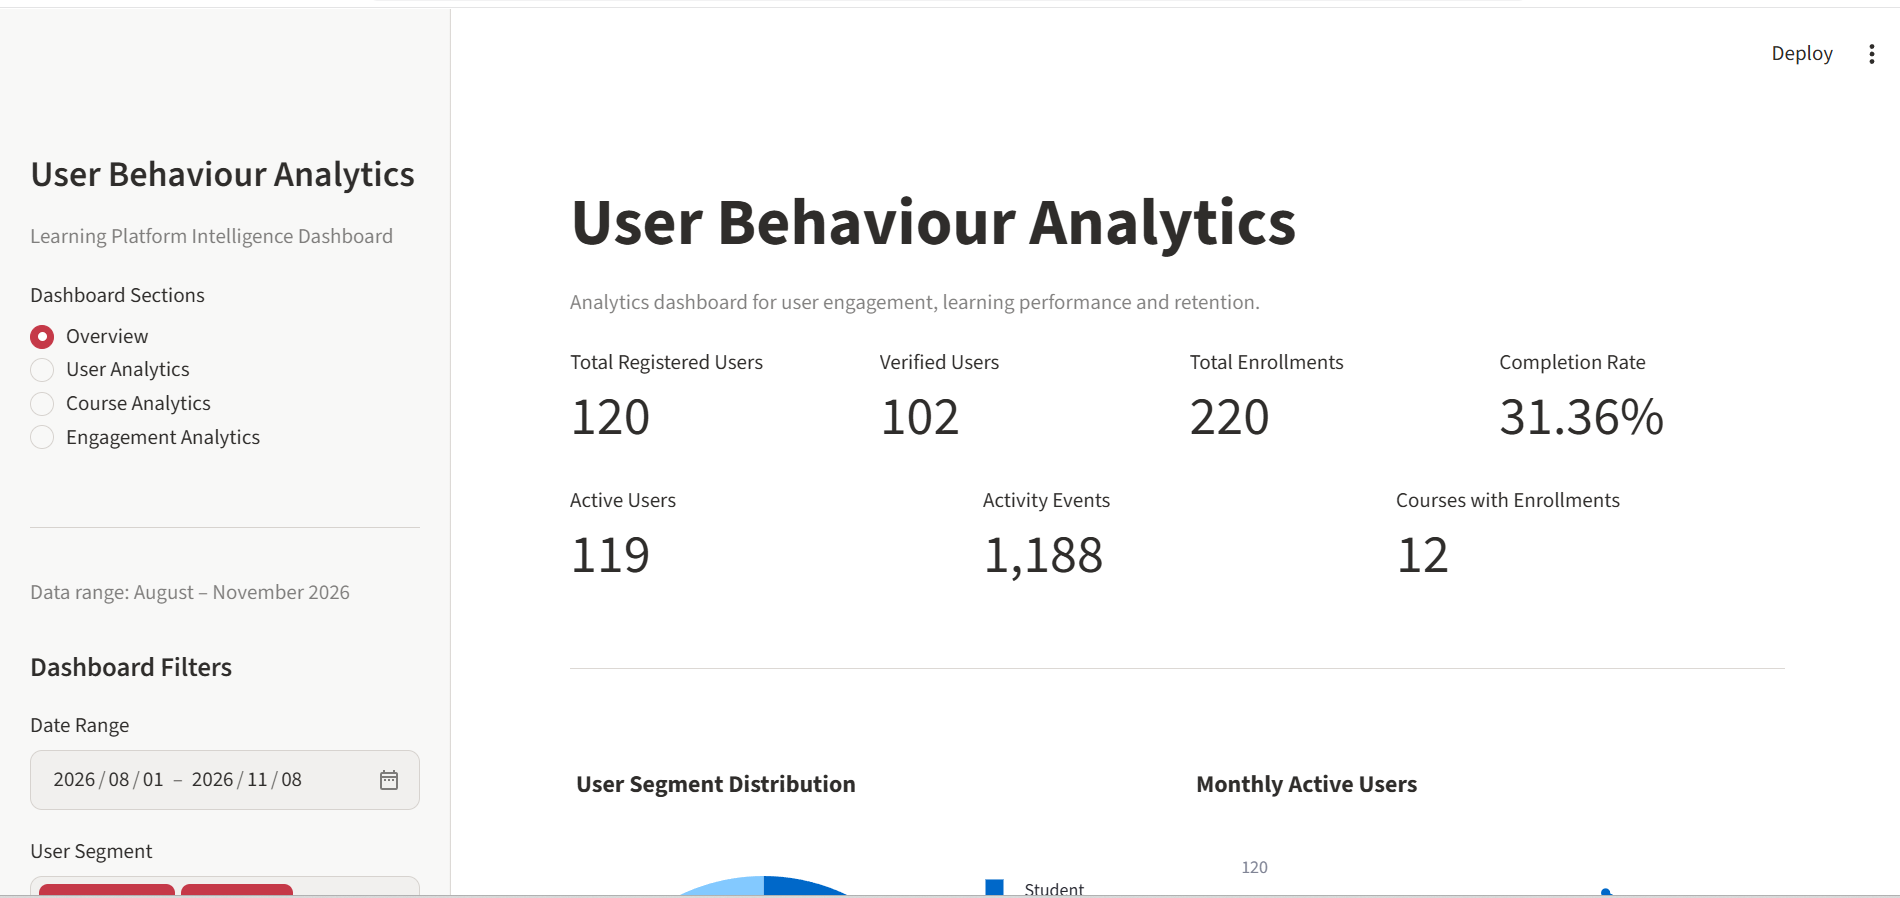 Deploy
User Behaviour Analytics
Learning Platform Intelligence Dashboard
Dashboard Sections
Overview
User Analytics
Course Analytics
Engagement Analytics
Data range: August – November 2026
Dashboard Filters
Date Range
2026/08/01 – 2026/11/08
User Segment
User Behaviour Analytics
Analytics dashboard for user engagement, learning performance and retention.
Total Registered Users
120
Verified Users
102
Total Enrollments
220
Completion Rate
31.36%
Active Users
119
Activity Events
1,188
Courses with Enrollments
12
User Segment Distribution
Student
Monthly Active Users
120